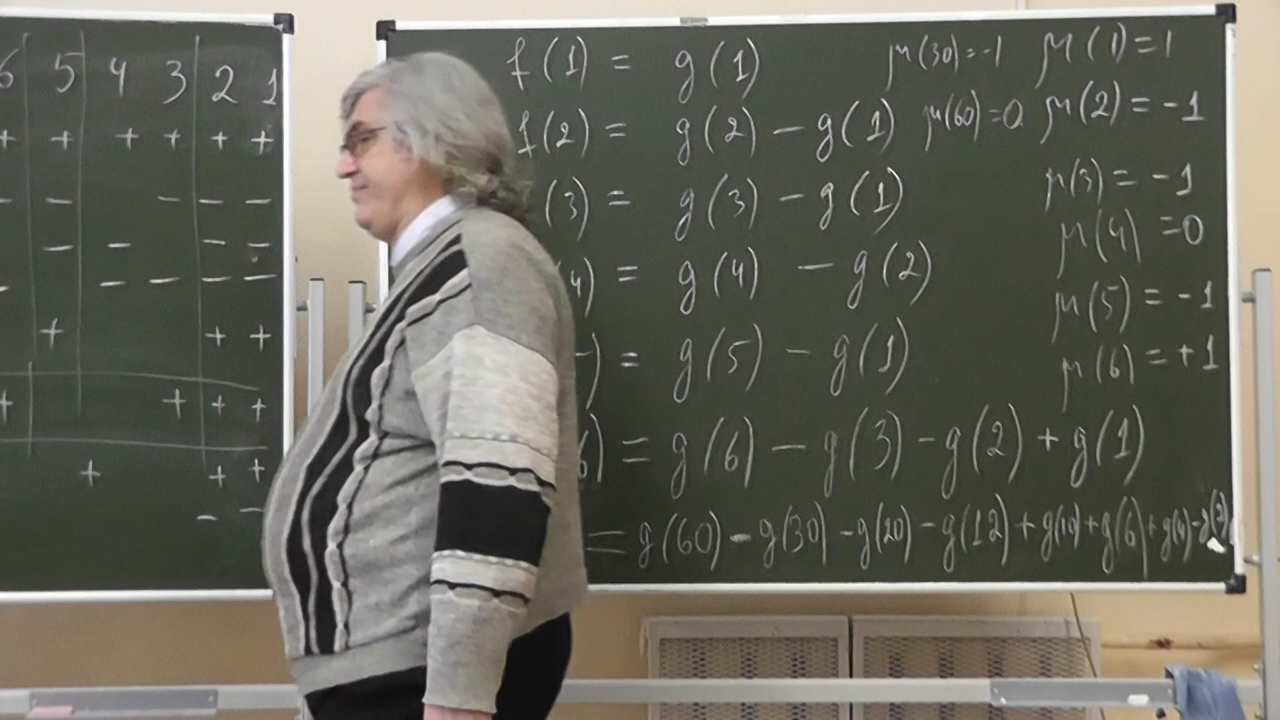 6 5 4 3 2 1
+ + + + + +
− − − − −
− − − −
− − − − −
+ + +
+ + + +
+ + +
− −
f(1) = g(1)
f(2) = g(2) − g(1)
(3) = g(3) − g(1)
4) = g(4) − g(2)
) = g(5) − g(1)
6) = g(6) − g(3) − g(2) + g(1)
= g(60) − g(30) − g(20) − g(12) + g(10) + g(6) + g(4) − g(2)
μ(30)=-1 μ(1)=1
μ(60)=0 μ(2)=-1
μ(3)=-1
μ(4)=0
μ(5)=-1
μ(6)=+1